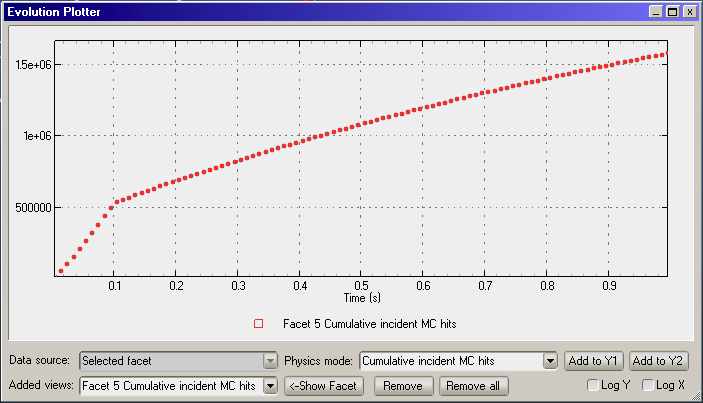 Evolution Plotter
1.5e+06
1e+06
500000
0.1 0.2 0.3 0.4 0.5 0.6 0.7 0.8 0.9
Time (s)
Facet 5 Cumulative incident MC hits
Data source: Selected facet Physics mode: Cumulative incident MC hits Add to Y1 Add to Y2
Added views: Facet 5 Cumulative incident MC hits <-Show Facet Remove Remove all Log Y Log X